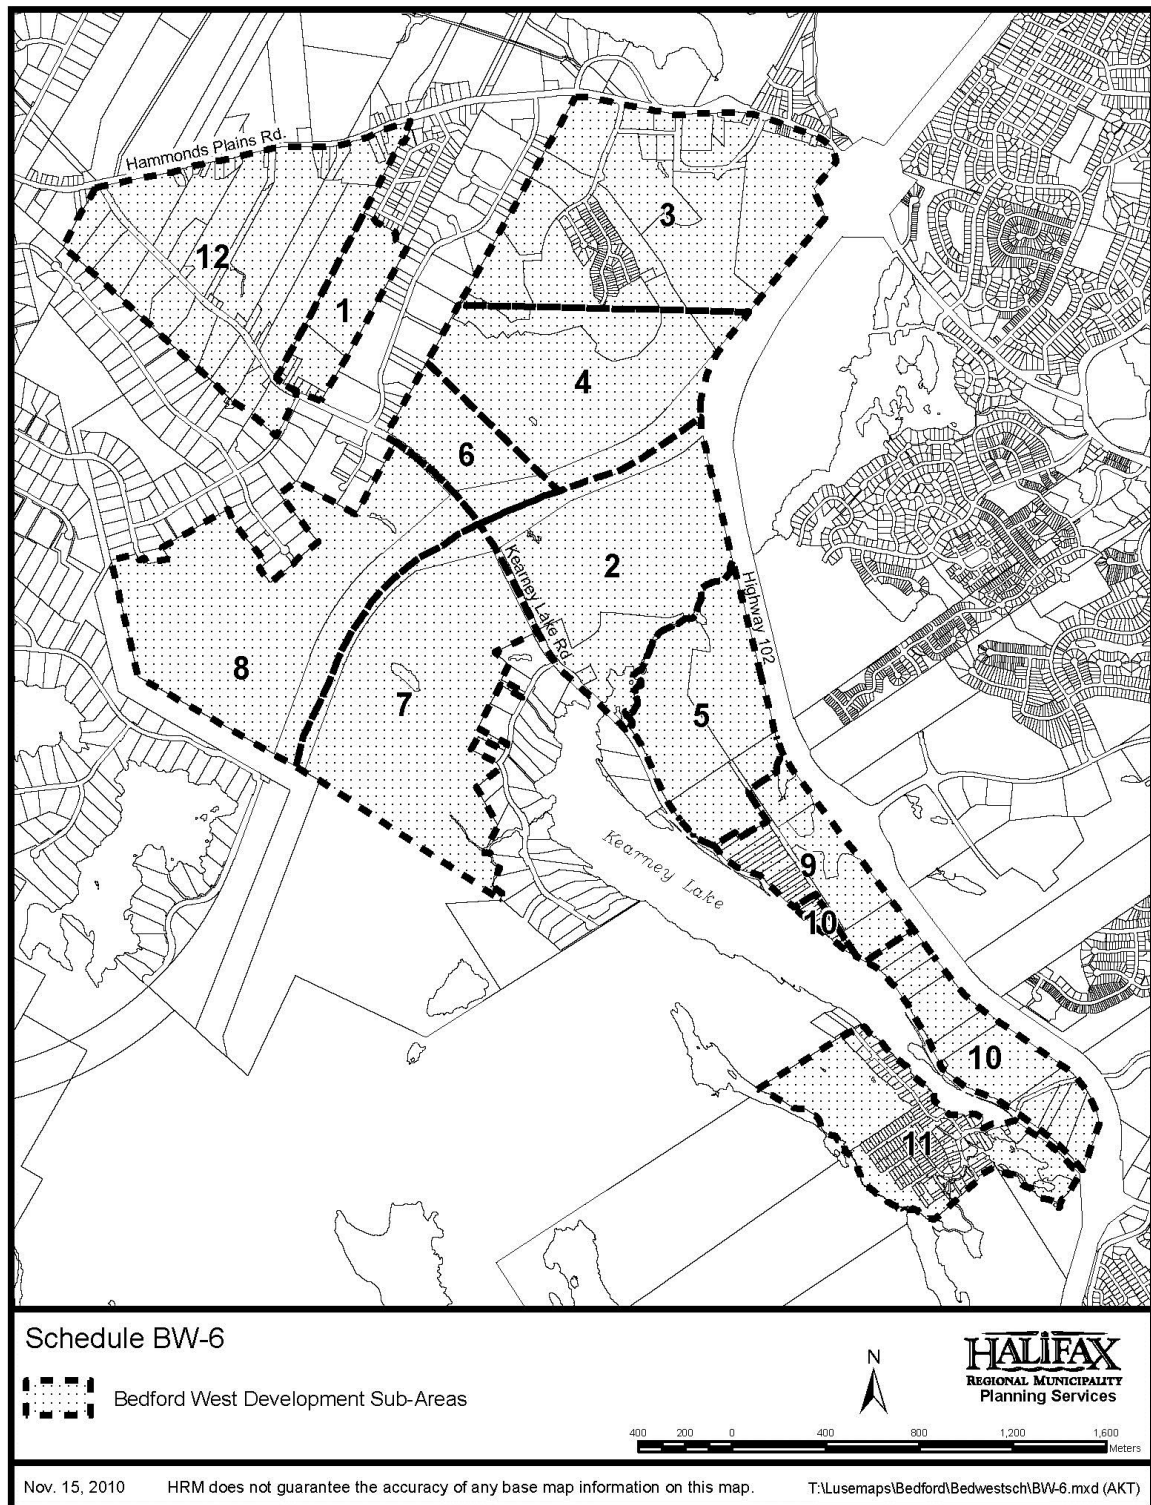 Hammonds Plains Rd.
3
12
1
4
6
2
Kearney Lake Rd
Highway 102
8
7
5
Kearney Lake
9
10
10
11
Schedule BW-6
Bedford West Development Sub-Areas
N
HALIFAX
REGIONAL MUNICIPALITY
Planning Services
400 200 0 400 800 1,200 1,600
Meters
Nov. 15, 2010 HRM does not guarantee the accuracy of any base map information on this map. T:\Lusemaps\Bedford\Bedwestsch\BW-6.mxd (AKT)